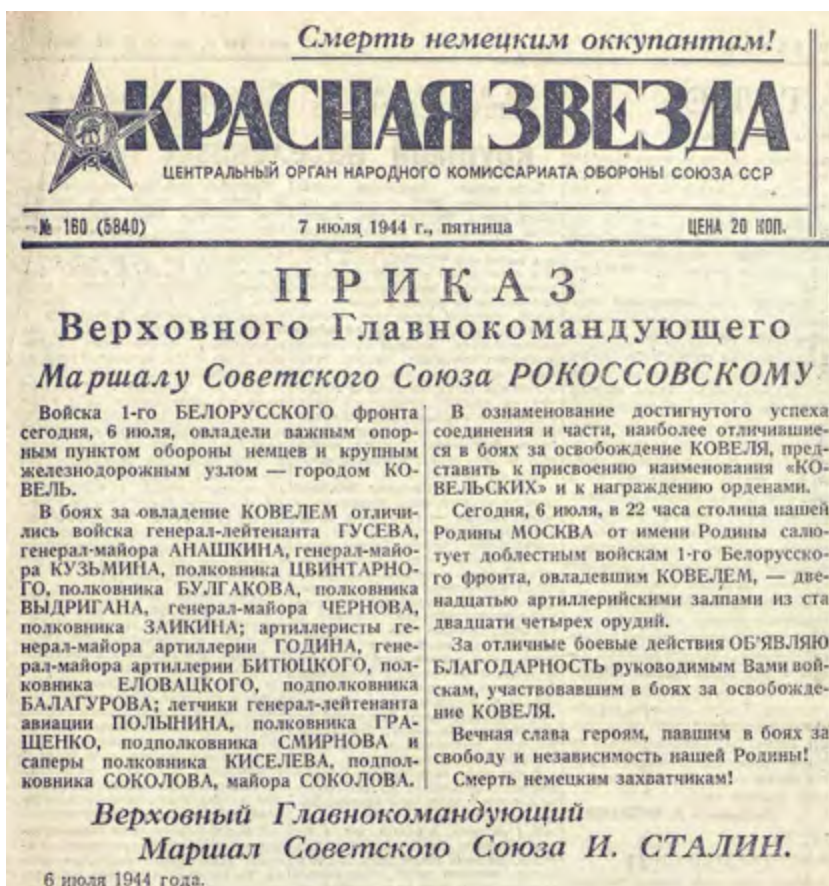 Смерть немецким оккупантам!
КРАСНАЯ ЗВЕЗДА
ЦЕНТРАЛЬНЫЙ ОРГАН НАРОДНОГО КОМИССАРИАТА ОБОРОНЫ СОЮЗА ССР
№ 160 (5840)
7 июля 1944 г., пятница
ЦЕНА 20 КОП.
ПРИКАЗ
Верховного Главнокомандующего
Маршалу Советского Союза РОКОССОВСКОМУ
Войска 1-го БЕЛОРУССКОГО фронта
сегодня, 6 июля, овладели важным опор-
ным пунктом обороны немцев и крупным
железнодорожным узлом — городом КО-
ВЕЛЬ.
В боях за овладение КОВЕЛЕМ отличи-
лись войска генерал-лейтенанта ГУСЕВА,
генерал-майора АНАШКИНА, генерал-майо-
ра КУЗЬМИНА, полковника ЦВИНТАРНО-
ГО, полковника БУЛГАКОВА, полковника
ВЫДРИГАНА, генерал-майора ЧЕРНОВА,
полковника ЗАИКИНА; артиллеристы ге-
нерал-майора артиллерии ГОДИНА, гене-
рал-майора артиллерии БИТЮЦКОГО, пол-
ковника ЕЛОВАЦКОГО, подполковника
БАЛАГУРОВА; летчики генерал-лейтенанта
авиации ПОЛЫНИНА, полковника ГРА-
ЩЕНКО, подполковника СМИРНОВА и
саперы полковника КИСЕЛЕВА, подпол-
ковника СОКОЛОВА, майора СОКОЛОВА.
В ознаменование достигнутого успеха
соединения и части, наиболее отличившие-
ся в боях за освобождение КОВЕЛЯ, пред-
ставить к присвоению наименования «КО-
ВЕЛЬСКИХ» и к награждению орденами.
Сегодня, 6 июля, в 22 часа столица нашей
Родины МОСКВА от имени Родины салю-
тует доблестным войскам 1-го Белорусско-
го фронта, овладевшим КОВЕЛЕМ, — две-
надцатью артиллерийскими залпами из ста
двадцати четырех орудий.
За отличные боевые действия ОБ'ЯВЛЯЮ
БЛАГОДАРНОСТЬ руководимым Вами вой-
скам, участвовавшим в боях за освобожде-
ние КОВЕЛЯ.
Вечная слава героям, павшим в боях за
свободу и независимость нашей Родины!
Смерть немецким захватчикам!
Верховный Главнокомандующий
Маршал Советского Союза И. СТАЛИН.
6 июля 1944 года.